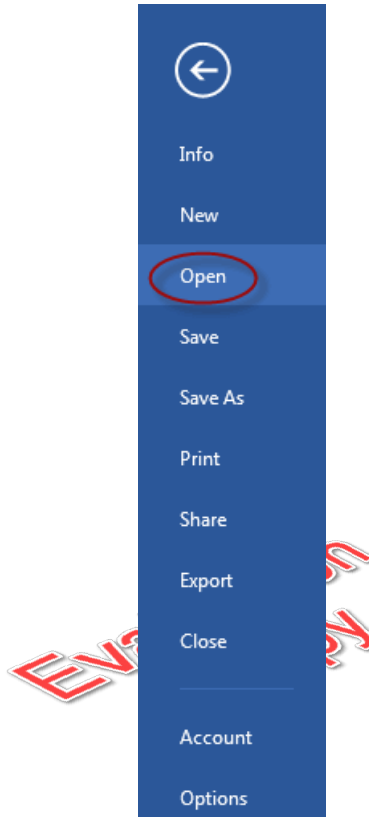 Info
New
Open
Save
Save As
Print
Share
Export
Close
Account
Options